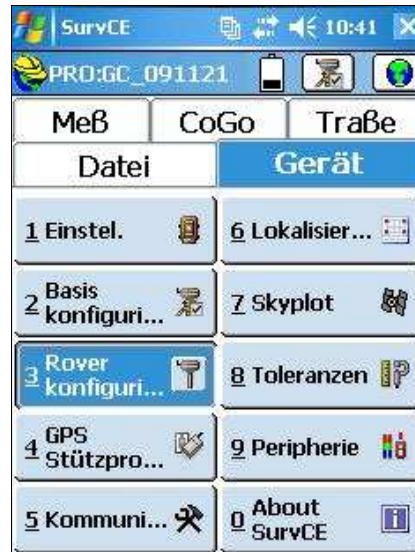 SurvCE 10:41
PRO:GC_091121
Meß CoGo Traße
Datei Gerät
1 Einstel. 6 Lokalisier...
2 Basis konfiguri... 7 Skyplot
3 Rover konfiguri... 8 Toleranzen
4 GPS Stützpro... 9 Peripherie
5 Kommuni... 0 About SurvCE